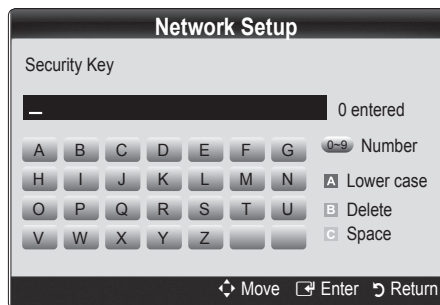 Network Setup
Security Key
_ 0 entered
A B C D E F G 0~9 Number
H I J K L M N A Lower case
O P Q R S T U B Delete
V W X Y Z C Space
Move Enter Return